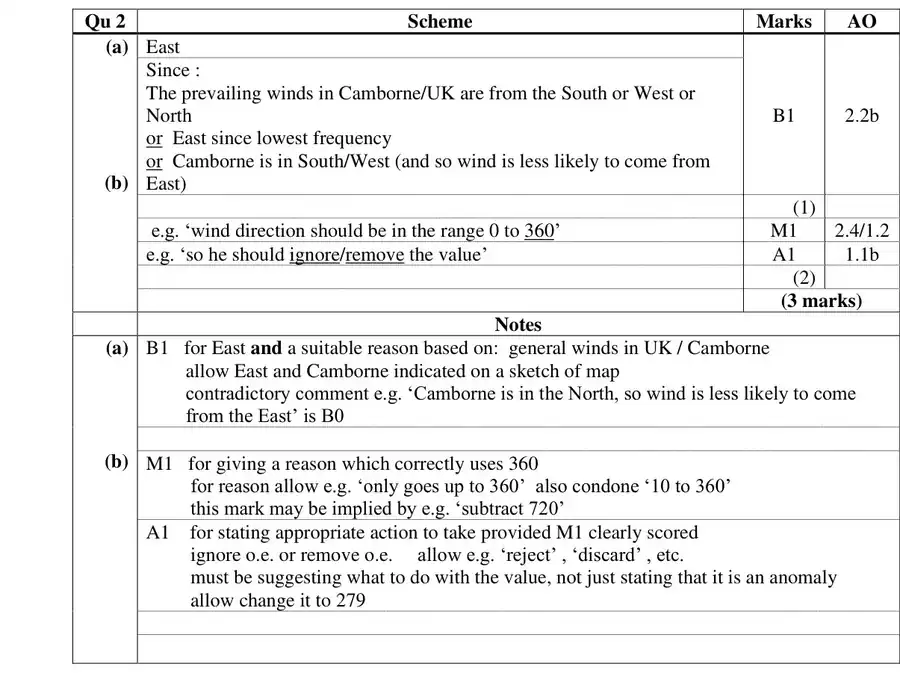 Qu 2 Scheme Marks AO
(a) East
Since :
The prevailing winds in Camborne/UK are from the South or West or
North
or East since lowest frequency
or Camborne is in South/West (and so wind is less likely to come from
East)
B1 2.2b
(1)
(b) e.g. ‘wind direction should be in the range 0 to 360’ M1 2.4/1.2
e.g. ‘so he should ignore/remove the value’ A1 1.1b
(2)
(3 marks)
Notes
(a) B1 for East and a suitable reason based on: general winds in UK / Camborne
allow East and Camborne indicated on a sketch of map
contradictory comment e.g. ‘Camborne is in the North, so wind is less likely to come
from the East’ is B0
(b) M1 for giving a reason which correctly uses 360
for reason allow e.g. ‘only goes up to 360’ also condone ‘10 to 360’
this mark may be implied by e.g. ‘subtract 720’
A1 for stating appropriate action to take provided M1 clearly scored
ignore o.e. or remove o.e. allow e.g. ‘reject’ , ‘discard’ , etc.
must be suggesting what to do with the value, not just stating that it is an anomaly
allow change it to 279